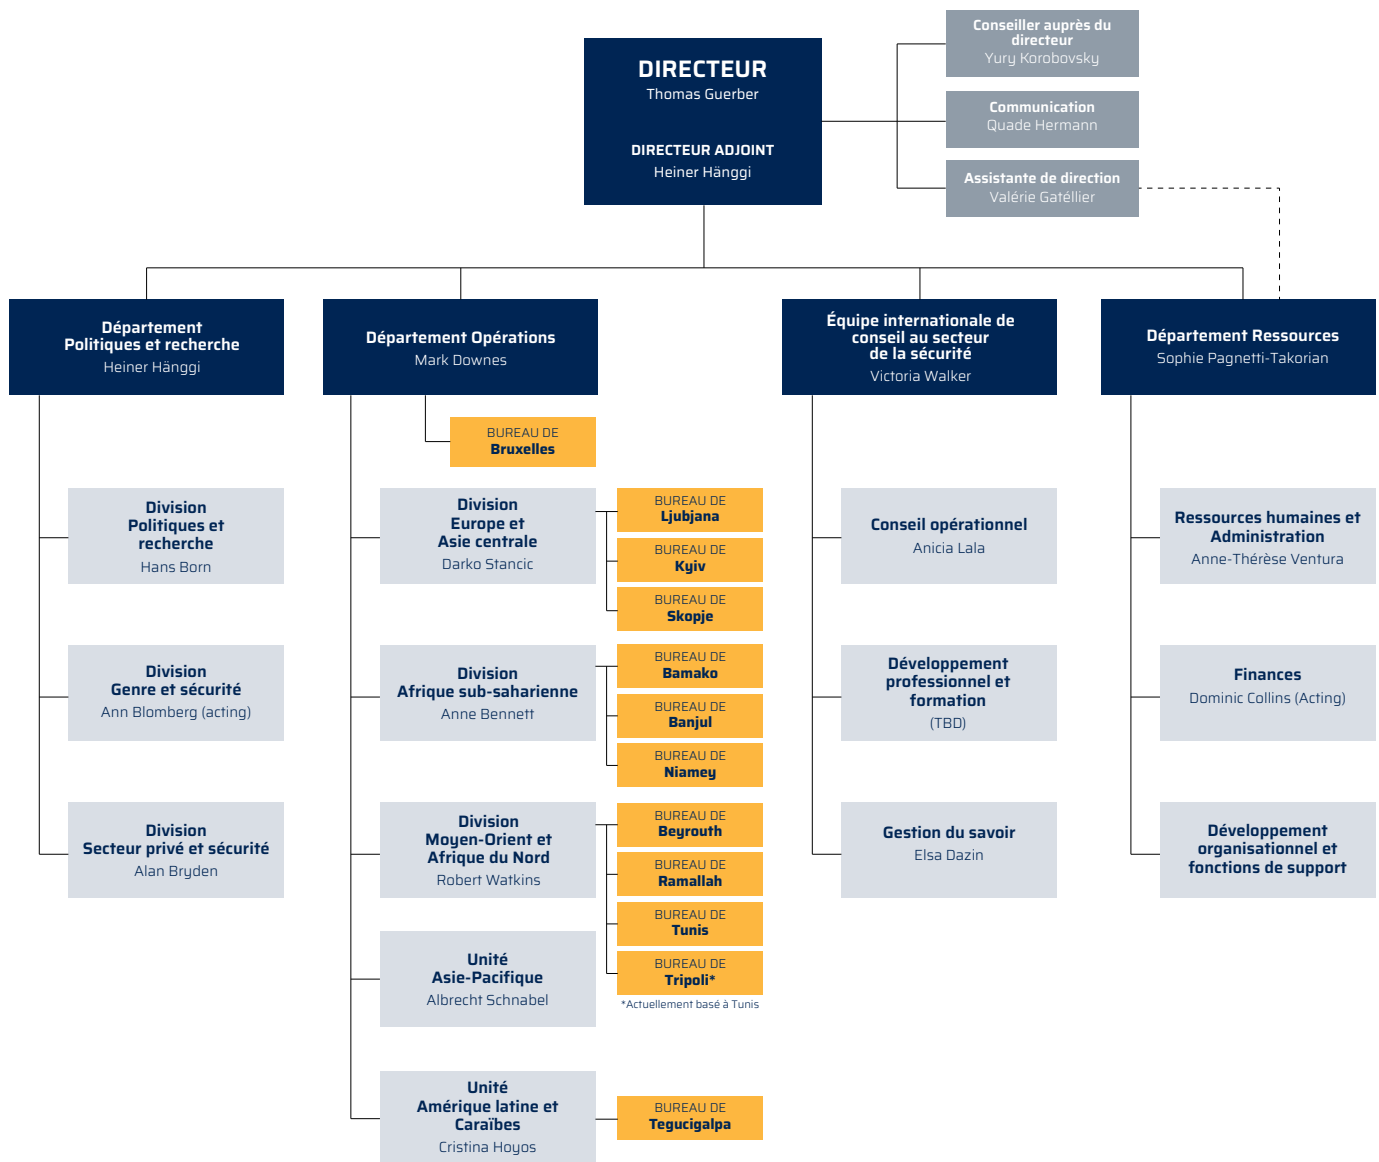 DIRECTEUR
Thomas Guerber
DIRECTEUR ADJOINT
Heiner Hänggi
Conseiller auprès du
directeur
Yury Korobovsky
Communication
Quade Hermann
Assistante de direction
Valérie Gatéllier
Département
Politiques et recherche
Heiner Hänggi
Division
Politiques et
recherche
Hans Born
Division
Genre et sécurité
Ann Blomberg (acting)
Division
Secteur privé et sécurité
Alan Bryden
Département Opérations
Mark Downes
BUREAU DE
Bruxelles
Division
Europe et
Asie centrale
Darko Stancic
BUREAU DE
Ljubjana
BUREAU DE
Kyiv
BUREAU DE
Skopje
Division
Afrique sub-saharienne
Anne Bennett
BUREAU DE
Bamako
BUREAU DE
Banjul
BUREAU DE
Niamey
Division
Moyen-Orient et
Afrique du Nord
Robert Watkins
BUREAU DE
Beyrouth
BUREAU DE
Ramallah
BUREAU DE
Tunis
BUREAU DE
Tripoli*
*Actuellement basé à Tunis
Unité
Asie-Pacifique
Albrecht Schnabel
Unité
Amérique latine et
Caraïbes
Cristina Hoyos
BUREAU DE
Tegucigalpa
Équipe internationale de
conseil au secteur
de la sécurité
Victoria Walker
Conseil opérationnel
Anicia Lala
Développement
professionnel et
formation
(TBD)
Gestion du savoir
Elsa Dazin
Département Ressources
Sophie Pagnetti-Takorian
Ressources humaines et
Administration
Anne-Thérèse Ventura
Finances
Dominic Collins (Acting)
Développement
organisationnel et
fonctions de support